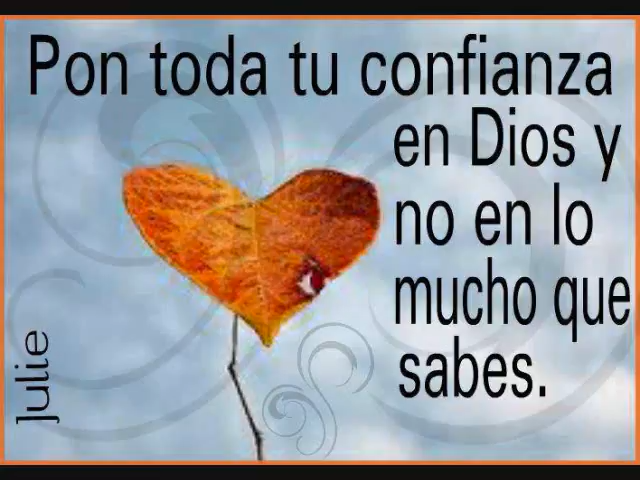 Pon toda tu confianza
en Dios y
no en lo
mucho que
sabes.
Julie